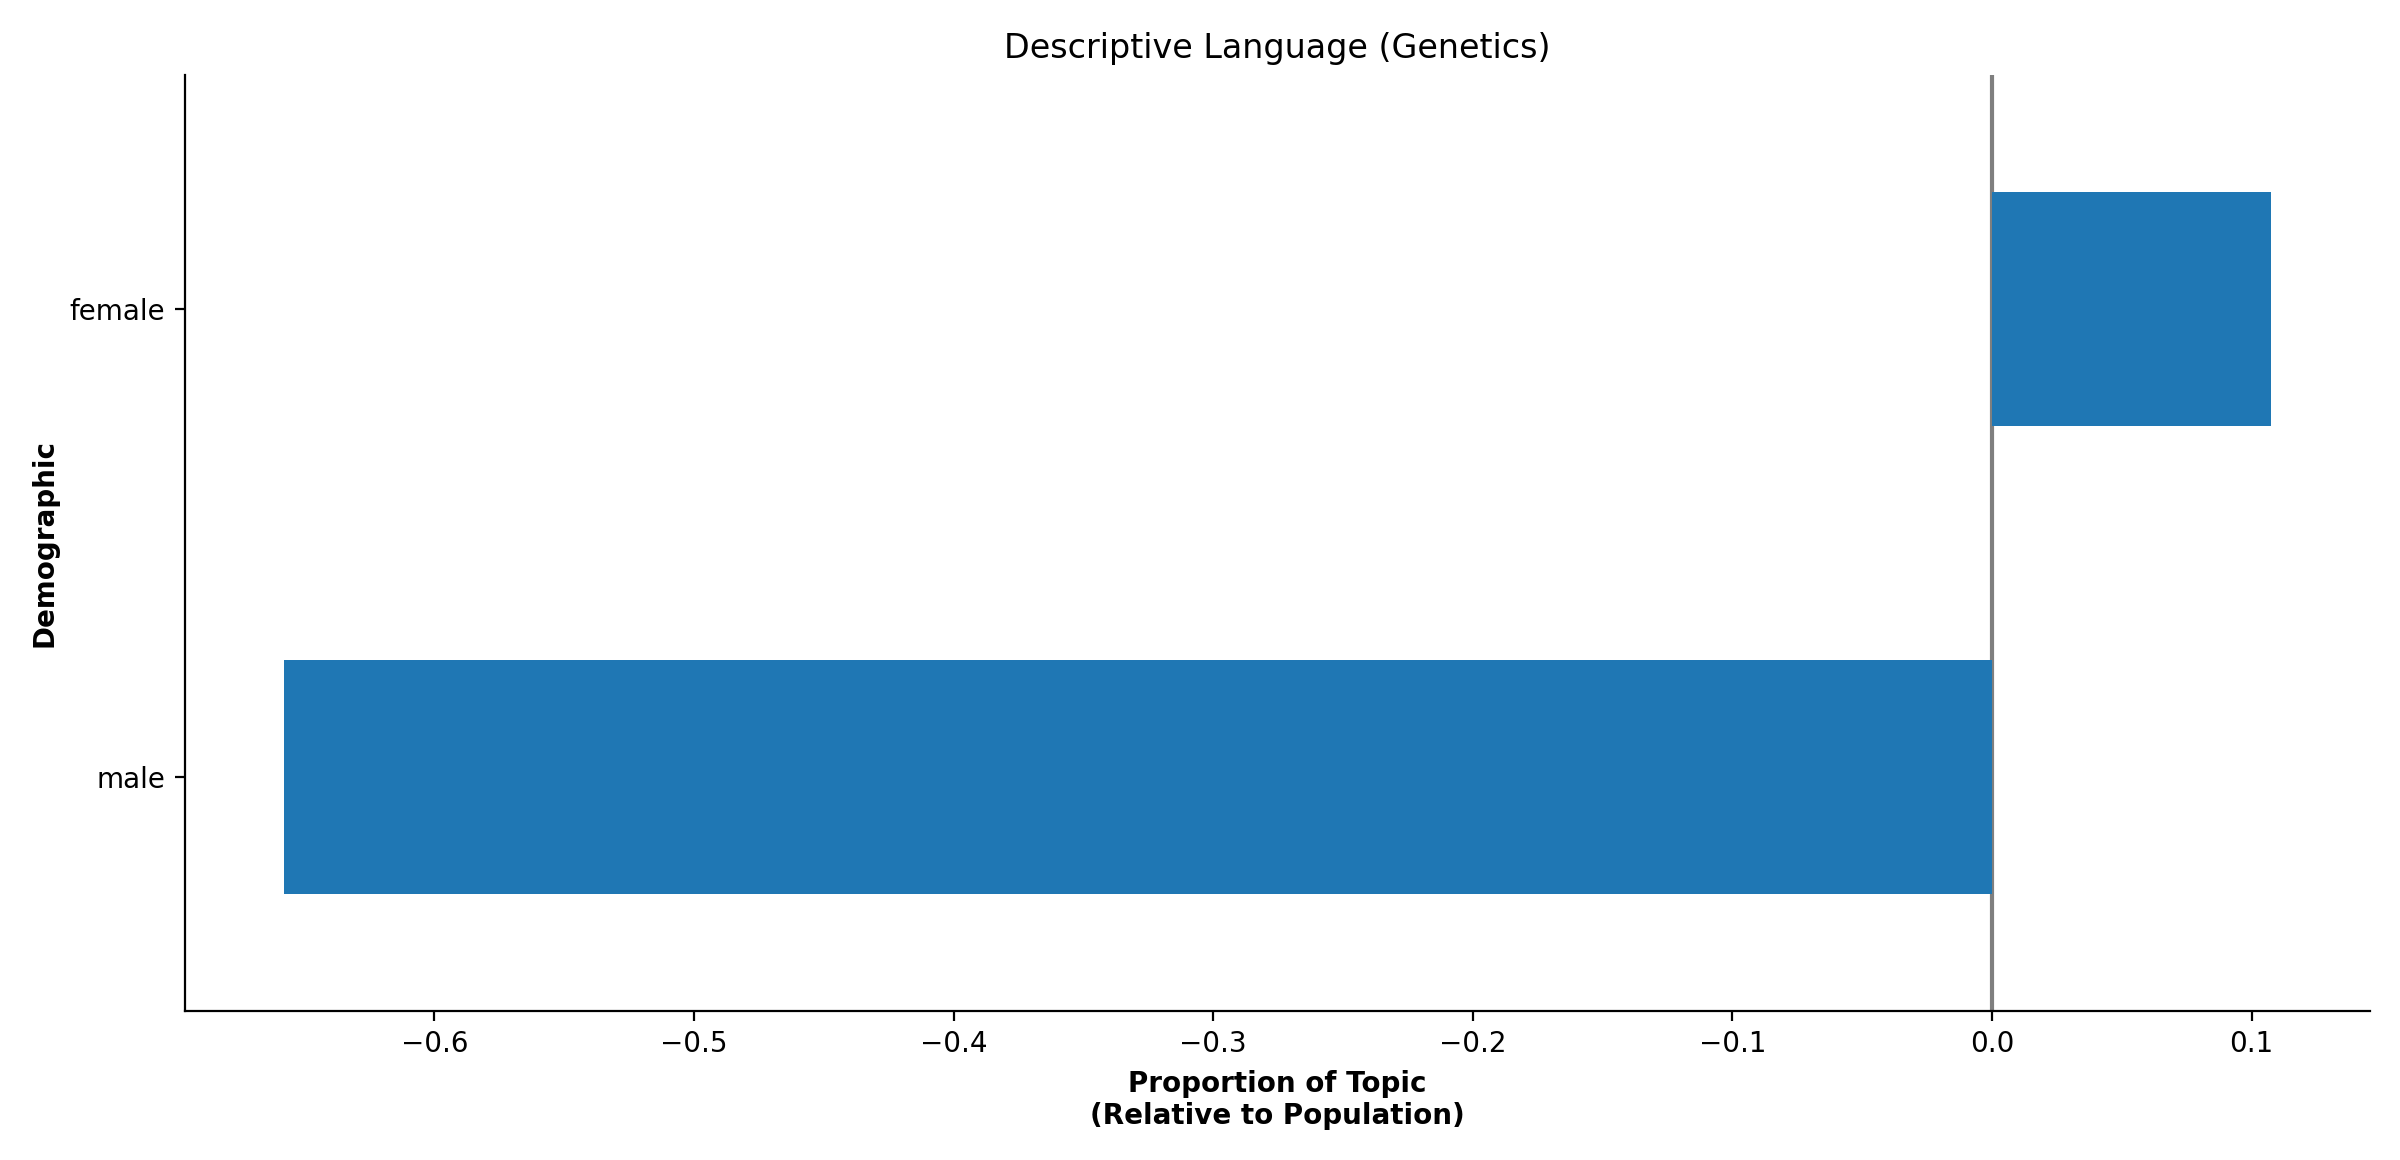 Descriptive Language (Genetics)
Demographic
female
male
−0.6
−0.5
−0.4
−0.3
−0.2
−0.1
0.0
0.1
Proportion of Topic
(Relative to Population)